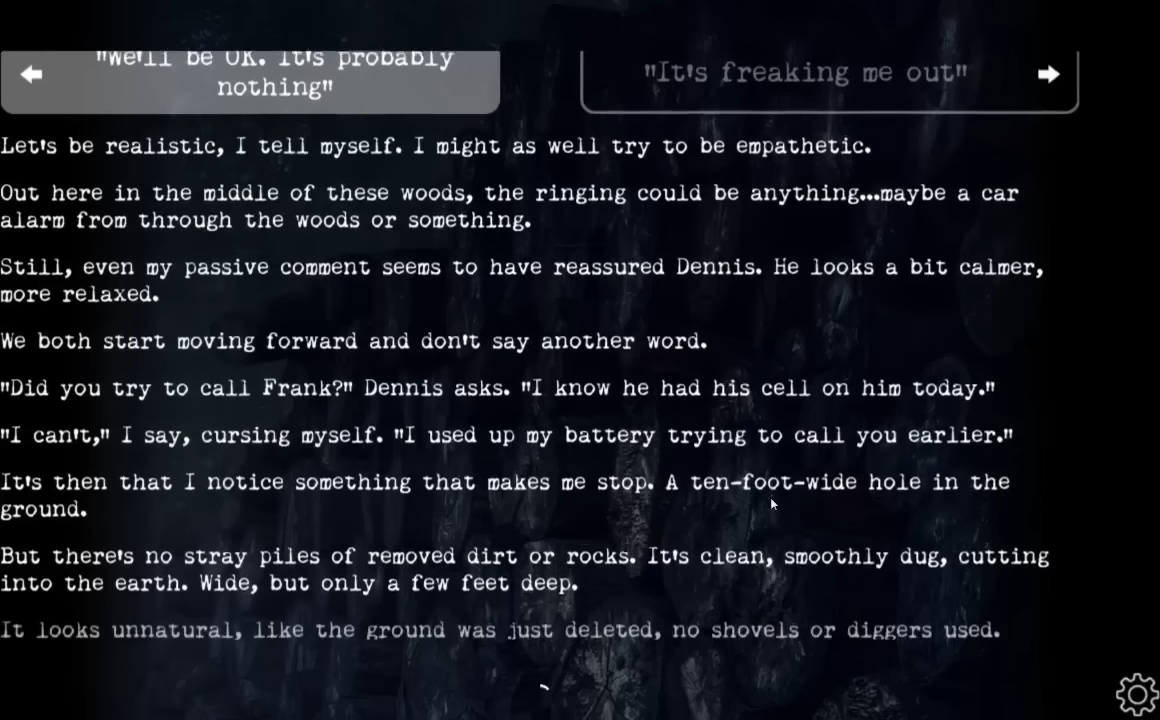 "We'll be OK. It's probably
nothing"
"It's freaking me out"
Let's be realistic, I tell myself. I might as well try to be empathetic.
Out here in the middle of these woods, the ringing could be anything...maybe a car
alarm from through the woods or something.
Still, even my passive comment seems to have reassured Dennis. He looks a bit calmer,
more relaxed.
We both start moving forward and don't say another word.
"Did you try to call Frank?" Dennis asks. "I know he had his cell on him today."
"I can't," I say, cursing myself. "I used up my battery trying to call you earlier."
It's then that I notice something that makes me stop. A ten-foot-wide hole in the
ground.
But there's no stray piles of removed dirt or rocks. It's clean, smoothly dug, cutting
into the earth. Wide, but only a few feet deep.
It looks unnatural, like the ground was just deleted, no shovels or diggers used.